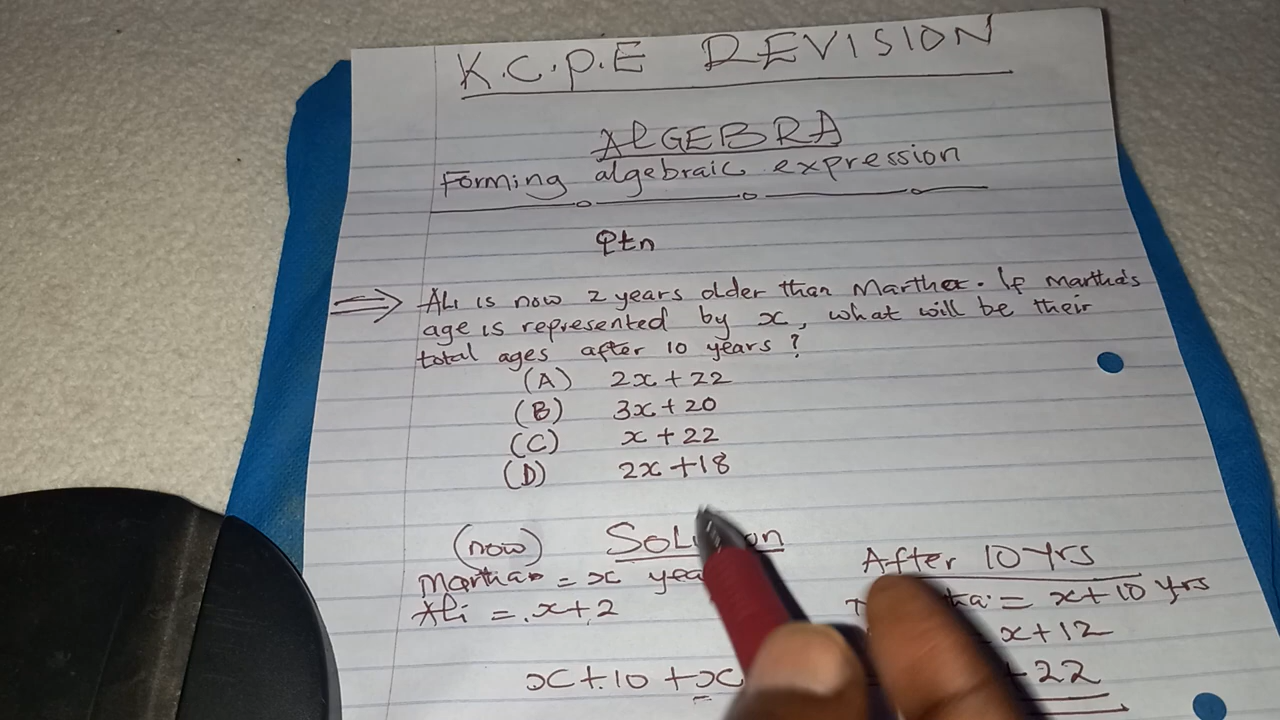 K.C.P.E REVISION
ALGEBRA
Forming algebraic expression
Qtn
Ali is now 2 years older than Marther. If martha's
age is represented by x, what will be their
total ages after 10 years?
(A) 2x+22
(B) 3x+20
(C) x+22
(D) 2x+18
(now) Solution
Martha = x
Ali = x+2
After 10 yrs
= x+10 yrs
x+12
x+10+x
22